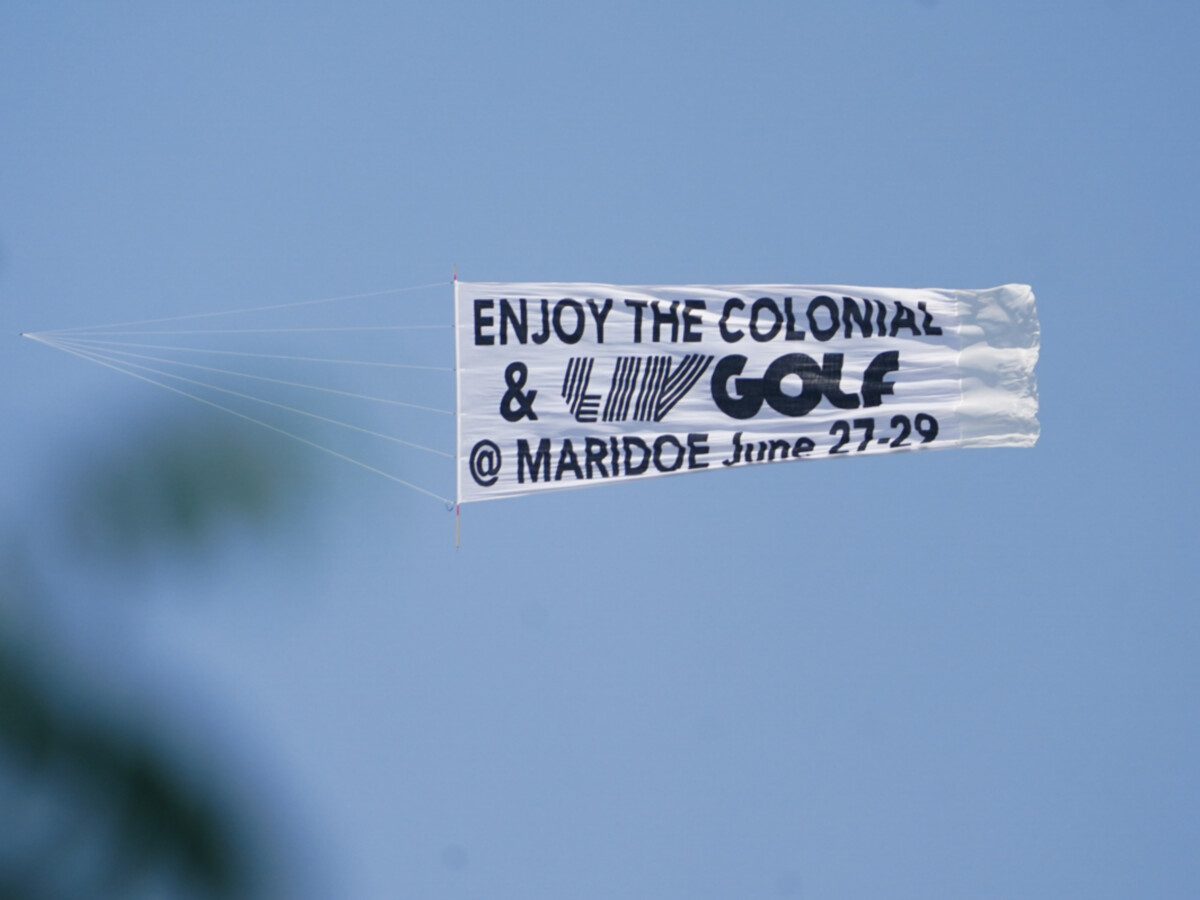 ENJOY THE COLONIAL
& LIV GOLF
@ MARIDOE June 27-29